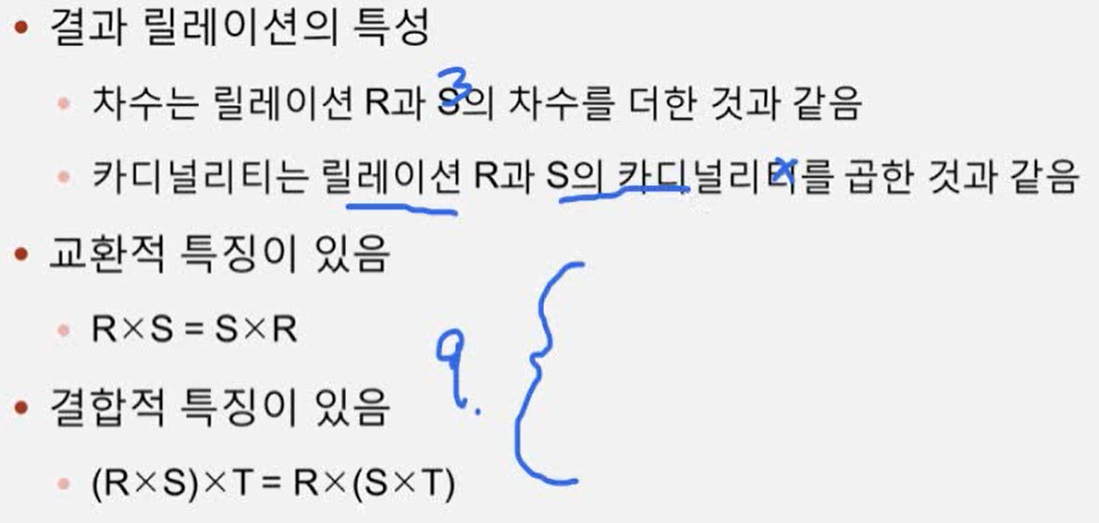 • 결과 릴레이션의 특성
• 차수는 릴레이션 R과 S의 차수를 더한 것과 같음
3
• 카디널리티는 릴레이션 R과 S의 카디널리티를 곱한 것과 같음
x
• 교환적 특징이 있음
• R×S = S×R
9.
• 결합적 특징이 있음
• (R×S)×T = R×(S×T)